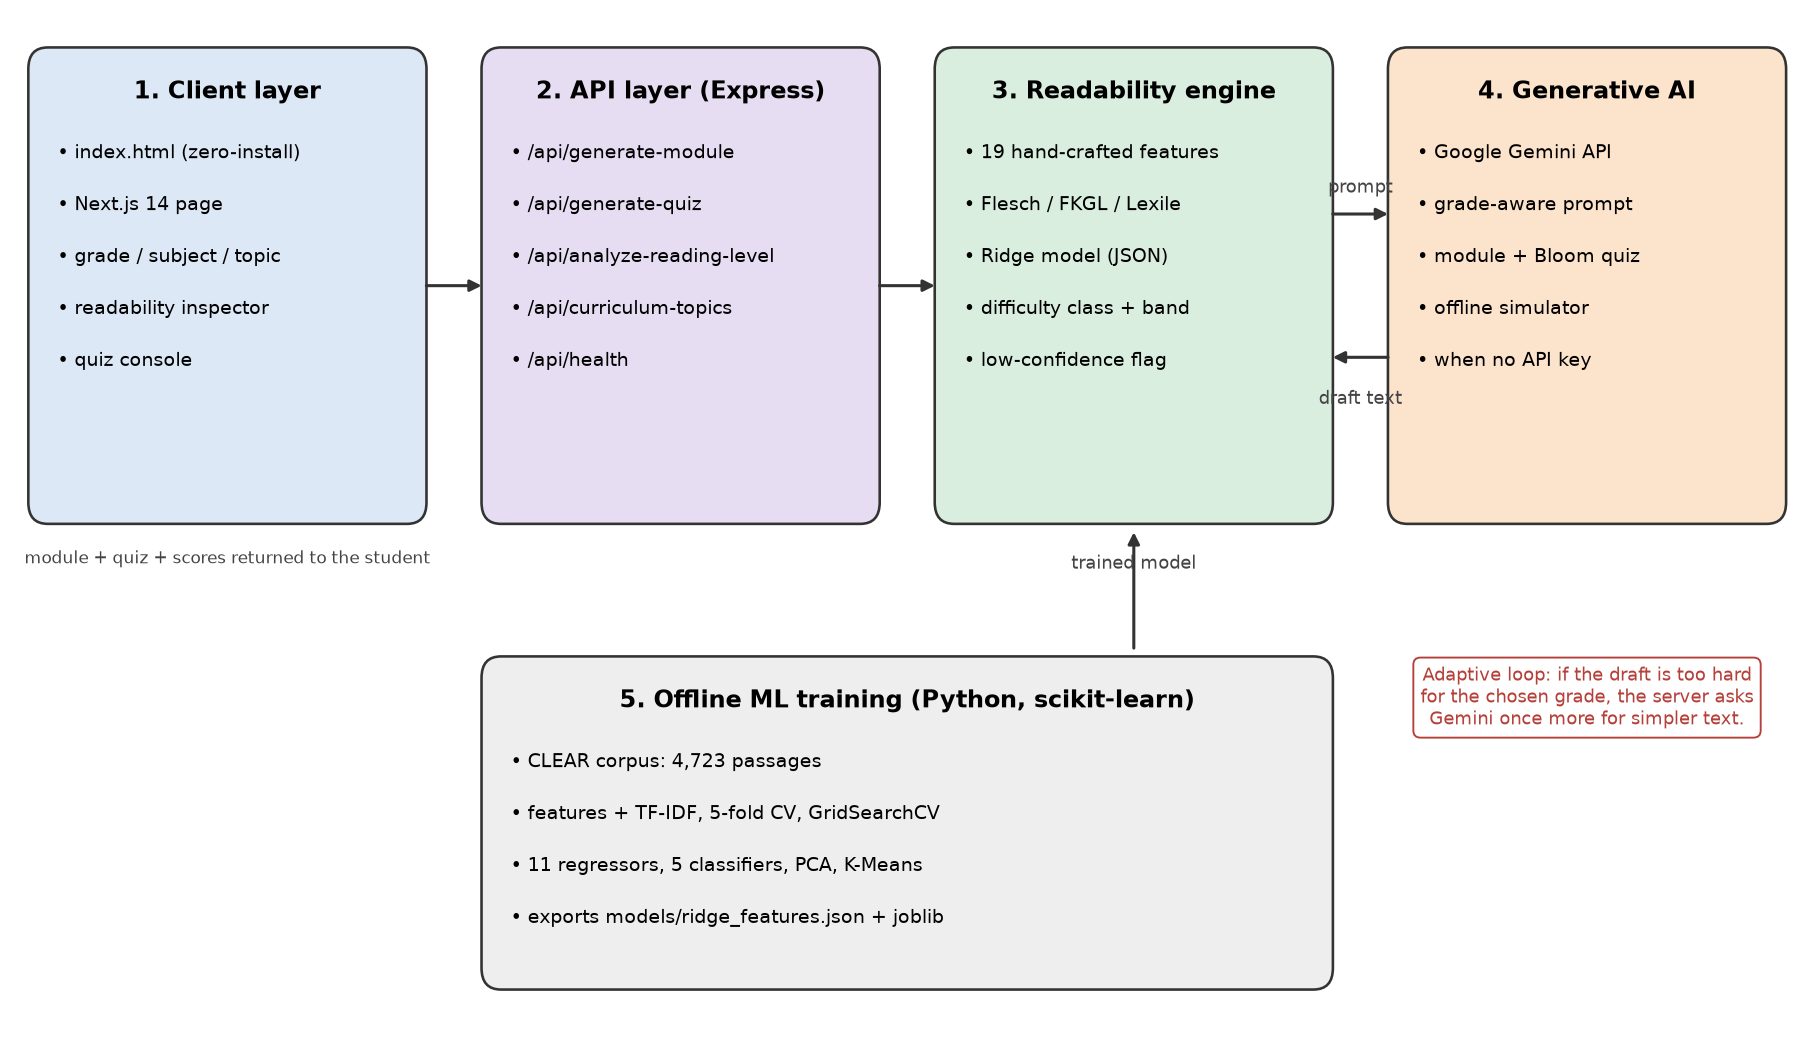 1. Client layer
• index.html (zero-install)
• Next.js 14 page
• grade / subject / topic
• readability inspector
• quiz console
module + quiz + scores returned to the student
2. API layer (Express)
• /api/generate-module
• /api/generate-quiz
• /api/analyze-reading-level
• /api/curriculum-topics
• /api/health
3. Readability engine
• 19 hand-crafted features
• Flesch / FKGL / Lexile
• Ridge model (JSON)
• difficulty class + band
• low-confidence flag
prompt
draft text
4. Generative AI
• Google Gemini API
• grade-aware prompt
• module + Bloom quiz
• offline simulator
• when no API key
trained model
5. Offline ML training (Python, scikit-learn)
• CLEAR corpus: 4,723 passages
• features + TF-IDF, 5-fold CV, GridSearchCV
• 11 regressors, 5 classifiers, PCA, K-Means
• exports models/ridge_features.json + joblib
Adaptive loop: if the draft is too hard
for the chosen grade, the server asks
Gemini once more for simpler text.